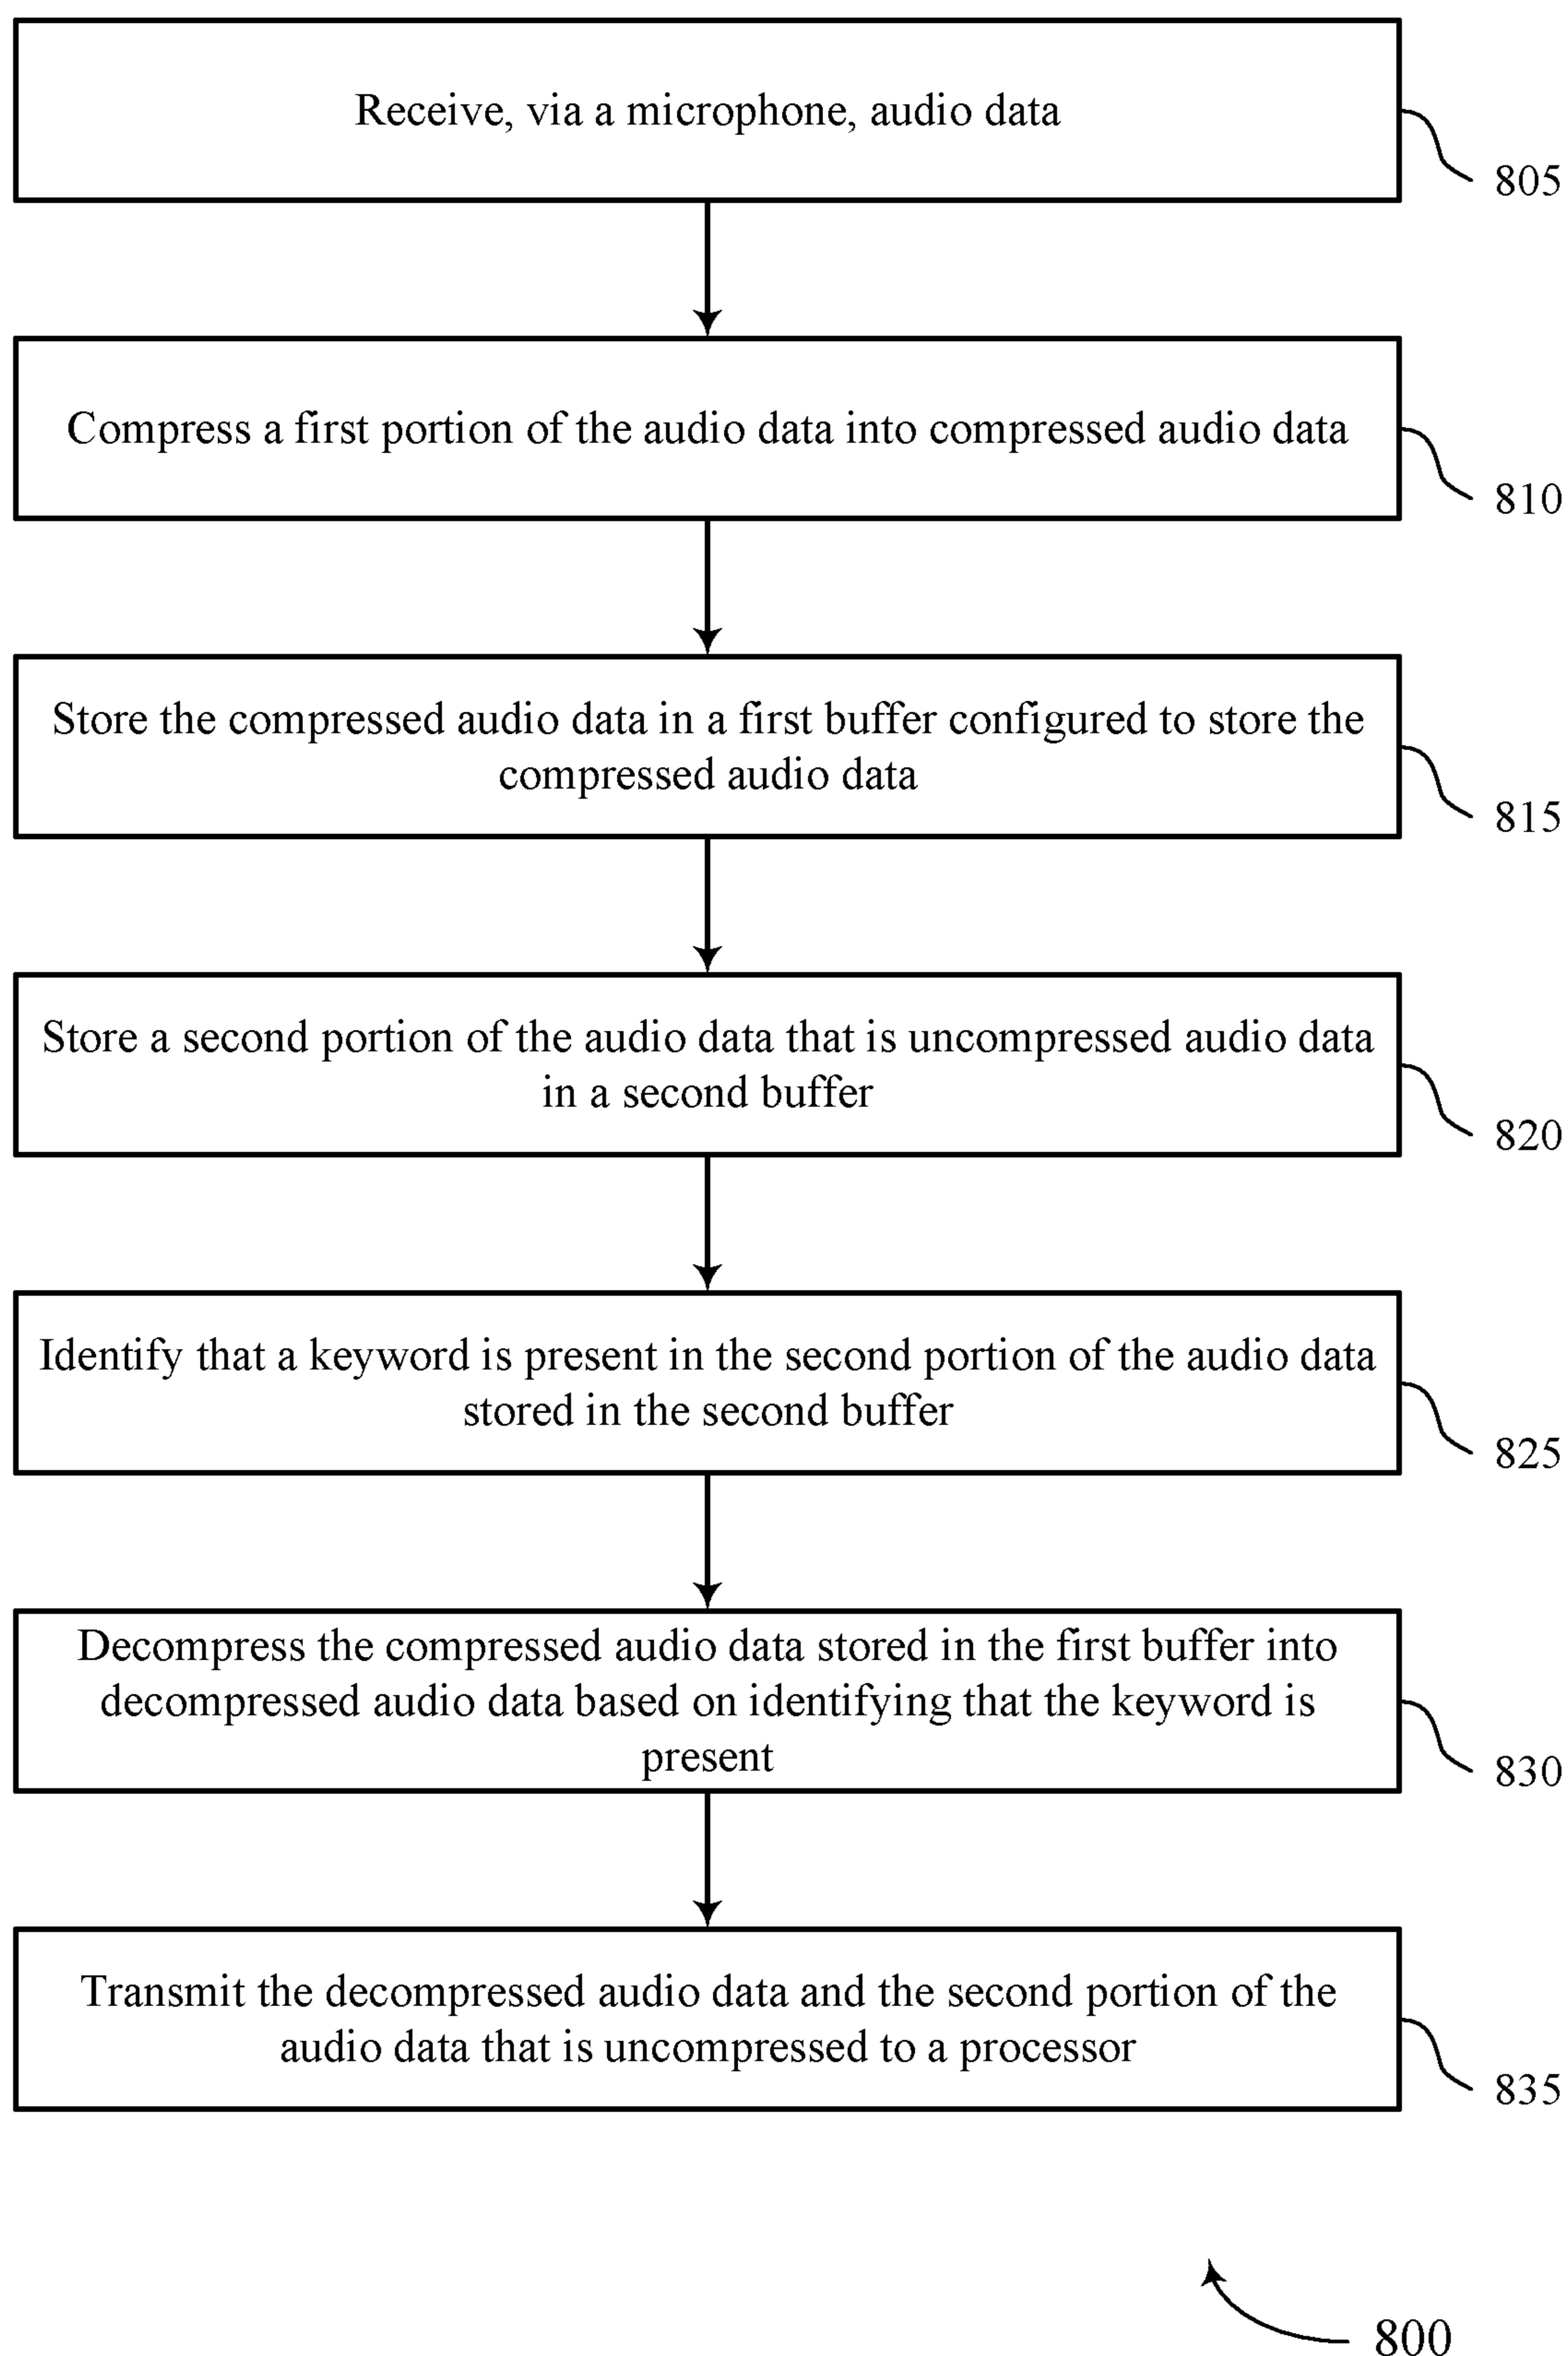 Receive, via a microphone, audio data
805
Compress a first portion of the audio data into compressed audio data
810
Store the compressed audio data in a first buffer configured to store the
compressed audio data
815
Store a second portion of the audio data that is uncompressed audio data
in a second buffer
820
Identify that a keyword is present in the second portion of the audio data
stored in the second buffer
825
Decompress the compressed audio data stored in the first buffer into
decompressed audio data based on identifying that the keyword is
present
830
Transmit the decompressed audio data and the second portion of the
audio data that is uncompressed to a processor
835
800